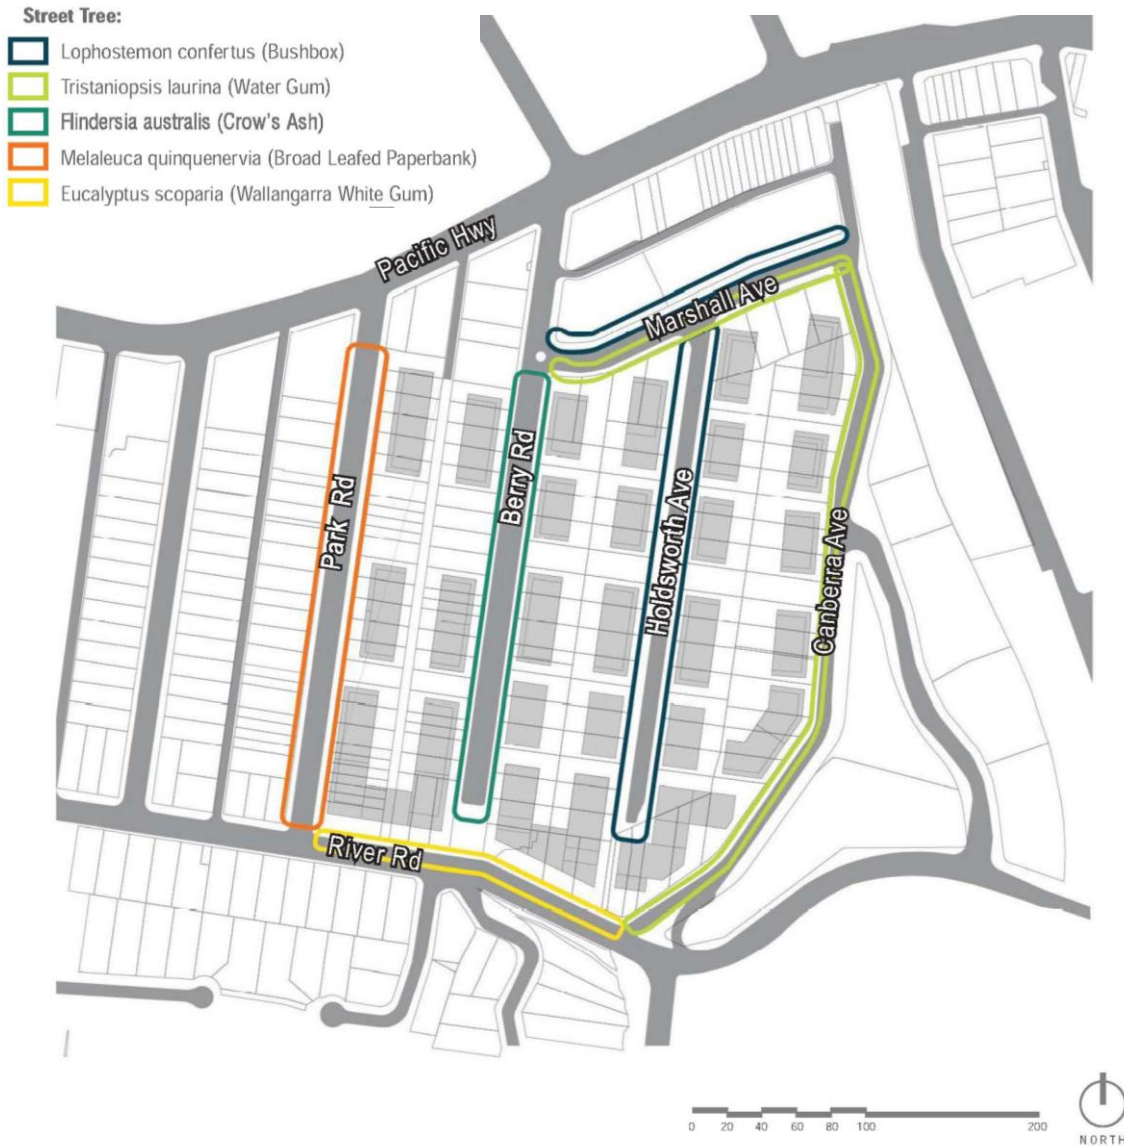 Street Tree:
Lophostemon confertus (Bushbox)
Tristaniopsis laurina (Water Gum)
Flindersia australis (Crow's Ash)
Melaleuca quinquenervia (Broad Leafed Paperbank)
Eucalyptus scoparia (Wallangarra White Gum)
Pacific Hwy
Marshall Ave
Berry Rd
Park Rd
Holdsworth Ave
Canberra Ave
River Rd
0 20 40 60 80 100 200
NORTH